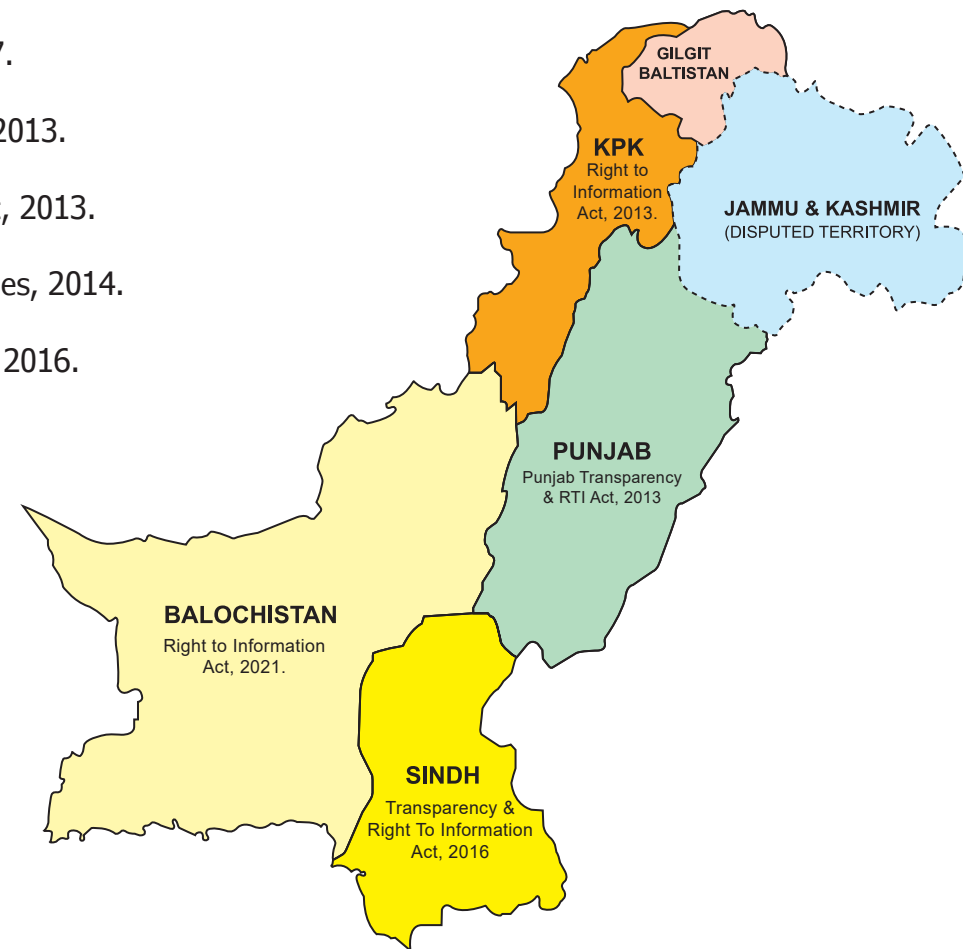 7.
2013.
, 2013.
es, 2014.
2016.
GILGIT
BALTISTAN
KPK
Right to
Information
Act, 2013.
JAMMU & KASHMIR
(DISPUTED TERRITORY)
PUNJAB
Punjab Transparency
& RTI Act, 2013
BALOCHISTAN
Right to Information
Act, 2021.
SINDH
Transparency &
Right To Information
Act, 2016